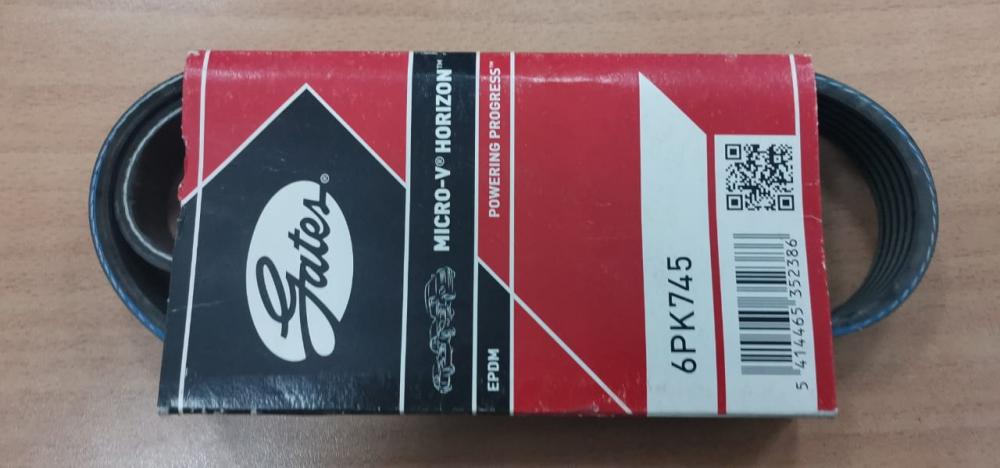 Gates®
MICRO-V® HORIZON™
POWERING PROGRESS™
EPDM
6PK745
5 414465 352386